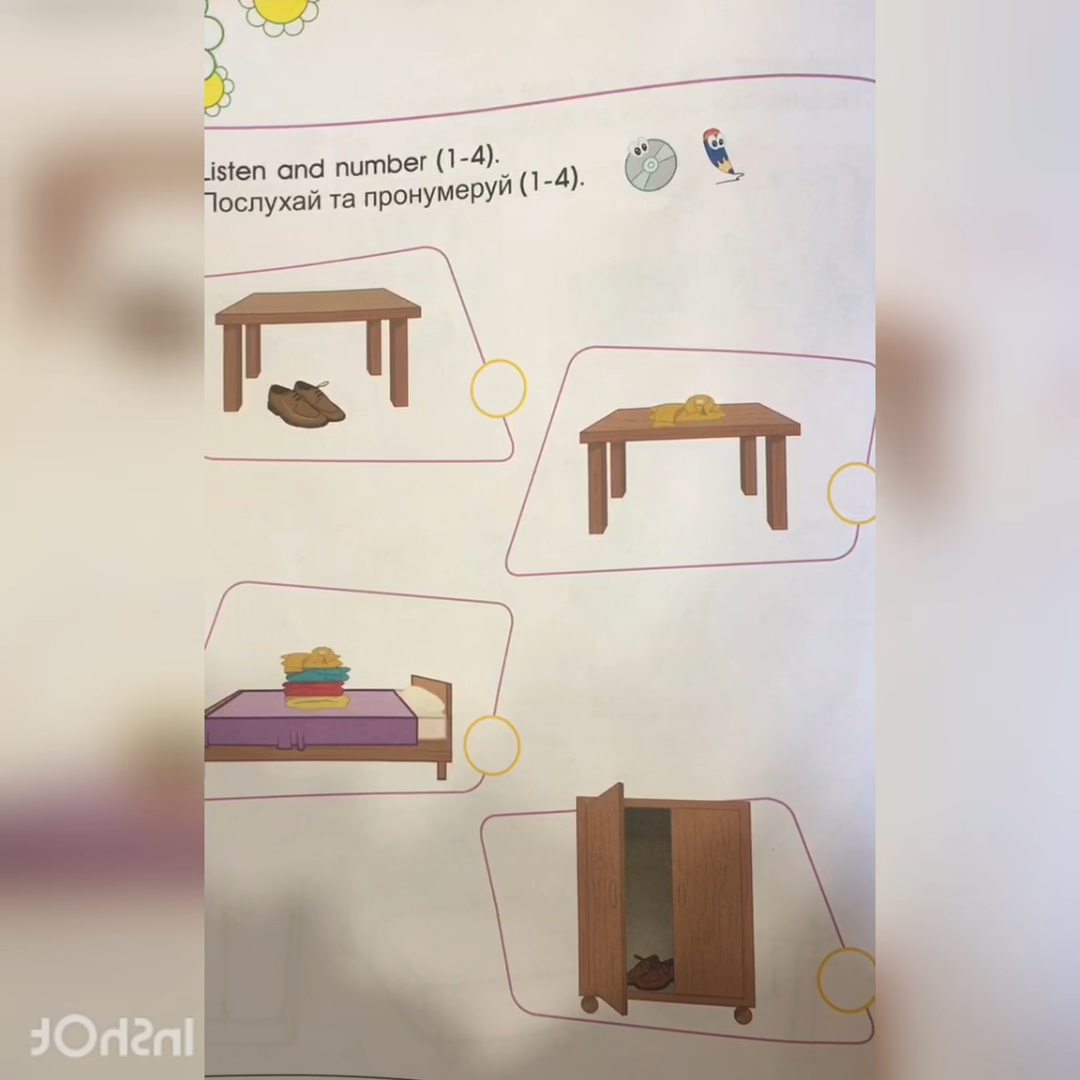 Listen and number (1-4).
Послухай та пронумеруй (1-4).
InShOt